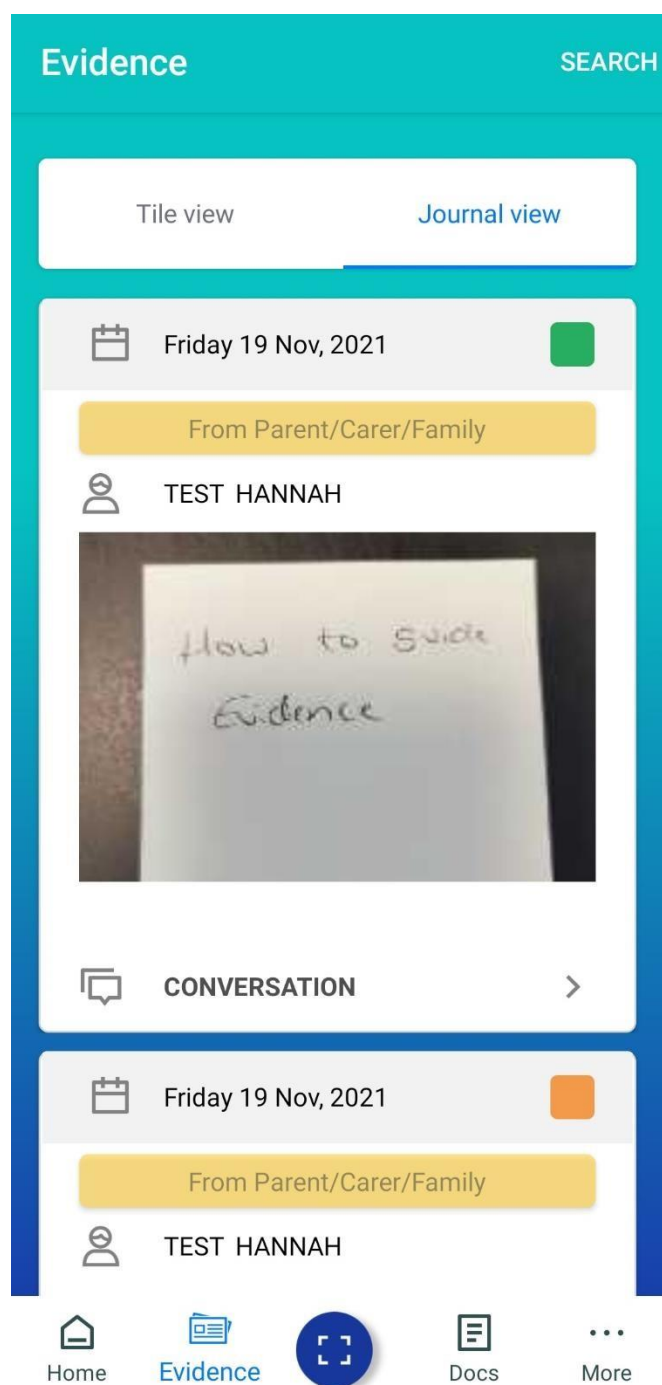 Evidence
SEARCH
Tile view
Journal view
Friday 19 Nov, 2021
From Parent/Carer/Family
TEST HANNAH
How to guide
Evidence
CONVERSATION
Friday 19 Nov, 2021
From Parent/Carer/Family
TEST HANNAH
Home
Evidence
Docs
More